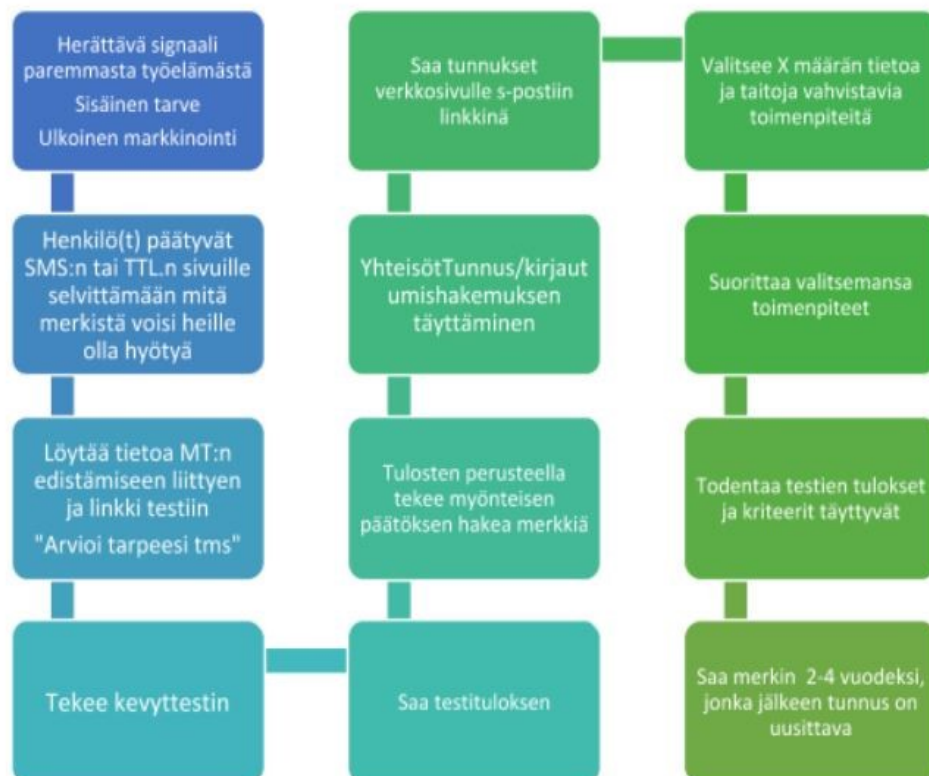 Herättävä signaali
paremmasta työelämästä
Sisäinen tarve
Ulkoinen markkinointi
Henkilö(t) päätyvät
SMS:n tai TTL.n sivuille
selvittämään mitä
merkistä voisi heille
olla hyötyä
Löytää tietoa MT:n
edistämiseen liittyen
ja linkki testiin
"Arvioi tarpeesi tms"
Tekee kevyttestin
Saa testituloksen
Tulosten perusteella
tekee myönteisen
päätöksen hakea merkkiä
YhteisötTunnus/kirjaut
umishakemuksen
täyttäminen
Saa tunnukset
verkkosivulle s-postiin
linkkinä
Valitsee X määrän tietoa
ja taitoja vahvistavia
toimenpiteitä
Suorittaa valitsemansa
toimenpiteet
Todentaa testien tulokset
ja kriteerit täyttyvät
Saa merkin 2-4 vuodeksi,
jonka jälkeen tunnus on
uusittava